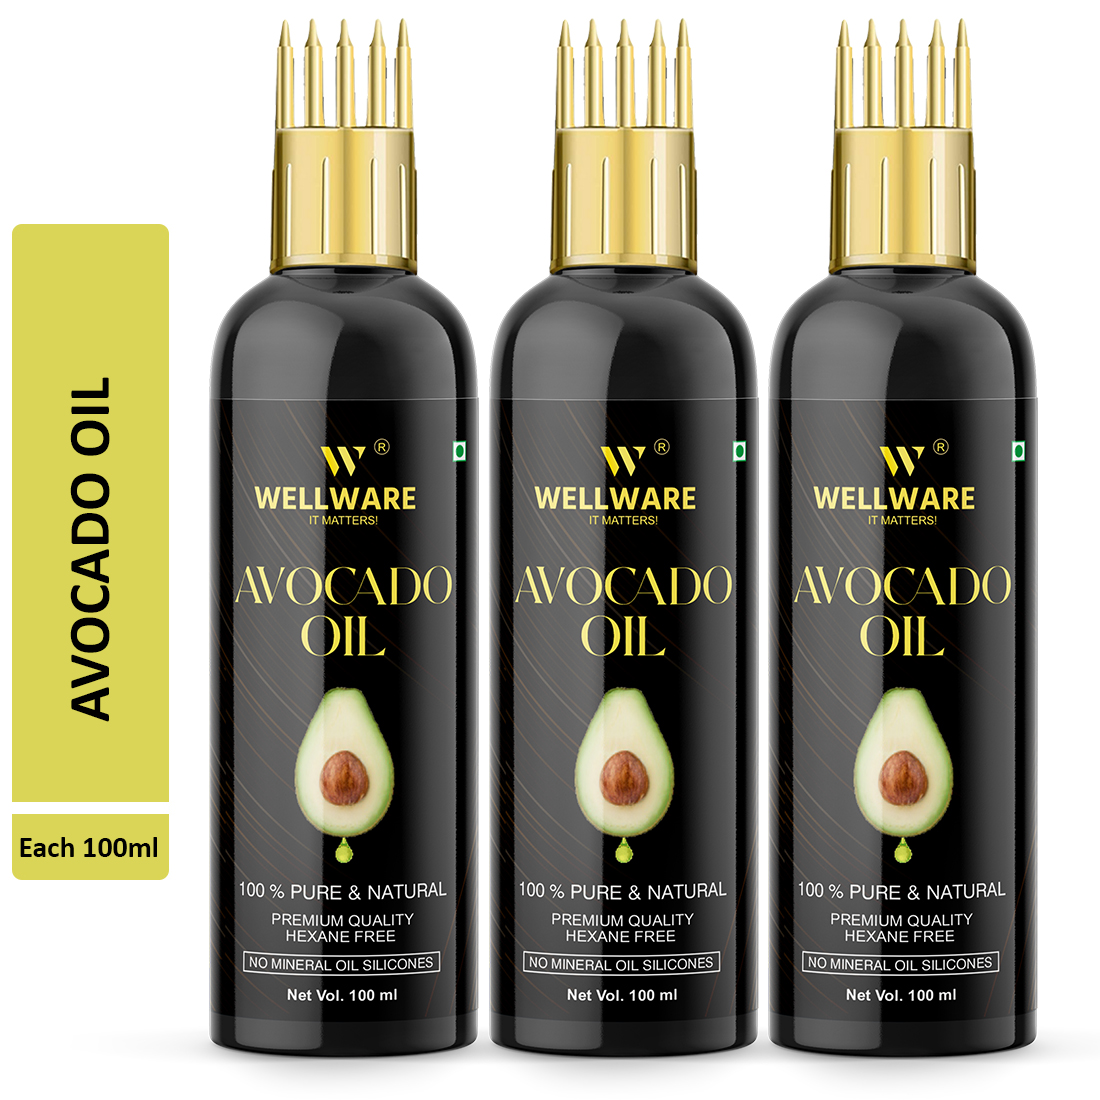 AVOCADO OIL
Each 100ml
W ®
WELLWARE
IT MATTERS!
AVOCADO
OIL
100 % PURE & NATURAL
PREMIUM QUALITY
HEXANE FREE
NO MINERAL OIL SILICONES
Net Vol. 100 ml
W ®
WELLWARE
IT MATTERS!
AVOCADO
OIL
100 % PURE & NATURAL
PREMIUM QUALITY
HEXANE FREE
NO MINERAL OIL SILICONES
Net Vol. 100 ml
W ®
WELLWARE
IT MATTERS!
AVOCADO
OIL
100 % PURE & NATURAL
PREMIUM QUALITY
HEXANE FREE
NO MINERAL OIL SILICONES
Net Vol. 100 ml